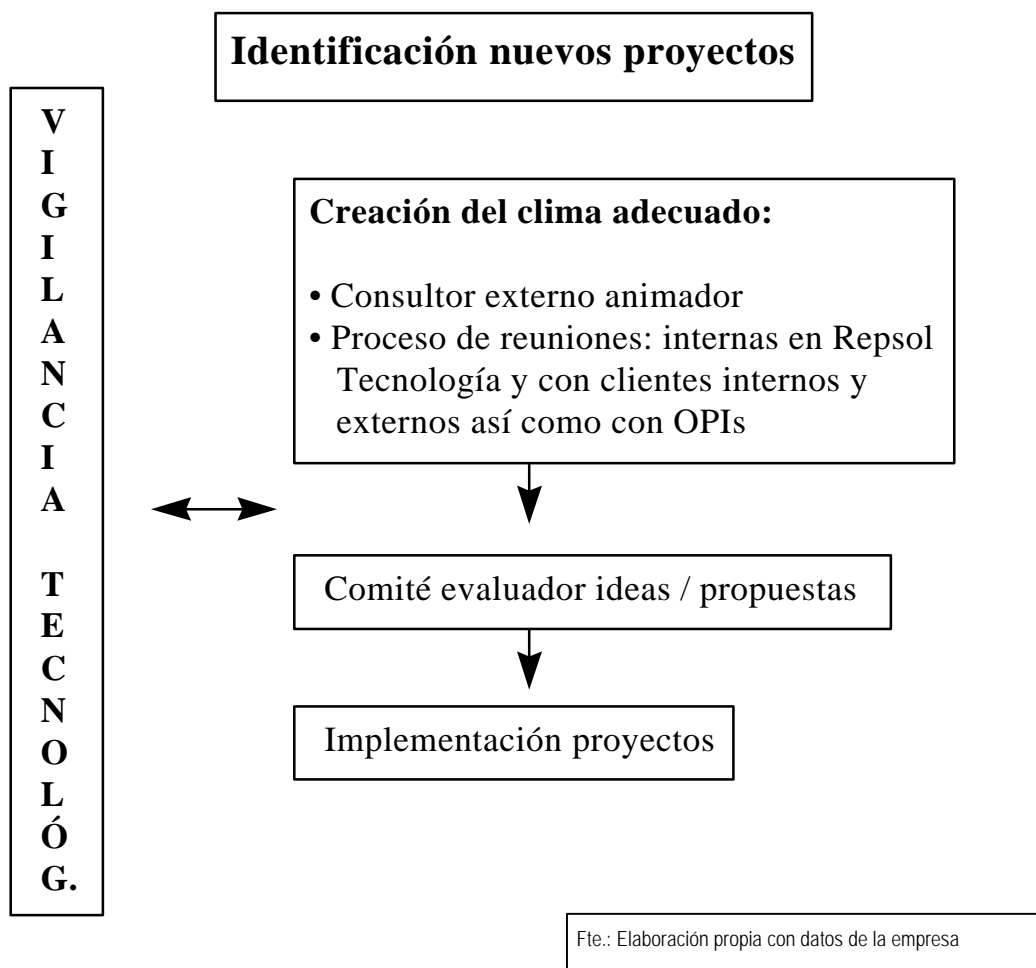 Identificación nuevos proyectos
V
I
G
I
L
A
N
C
I
A
T
E
C
N
O
L
Ó
G.
Creación del clima adecuado:
• Consultor externo animador
• Proceso de reuniones: internas en Repsol
Tecnología y con clientes internos y
externos así como con OPIs
Comité evaluador ideas / propuestas
Implementación proyectos
Fte.: Elaboración propia con datos de la empresa